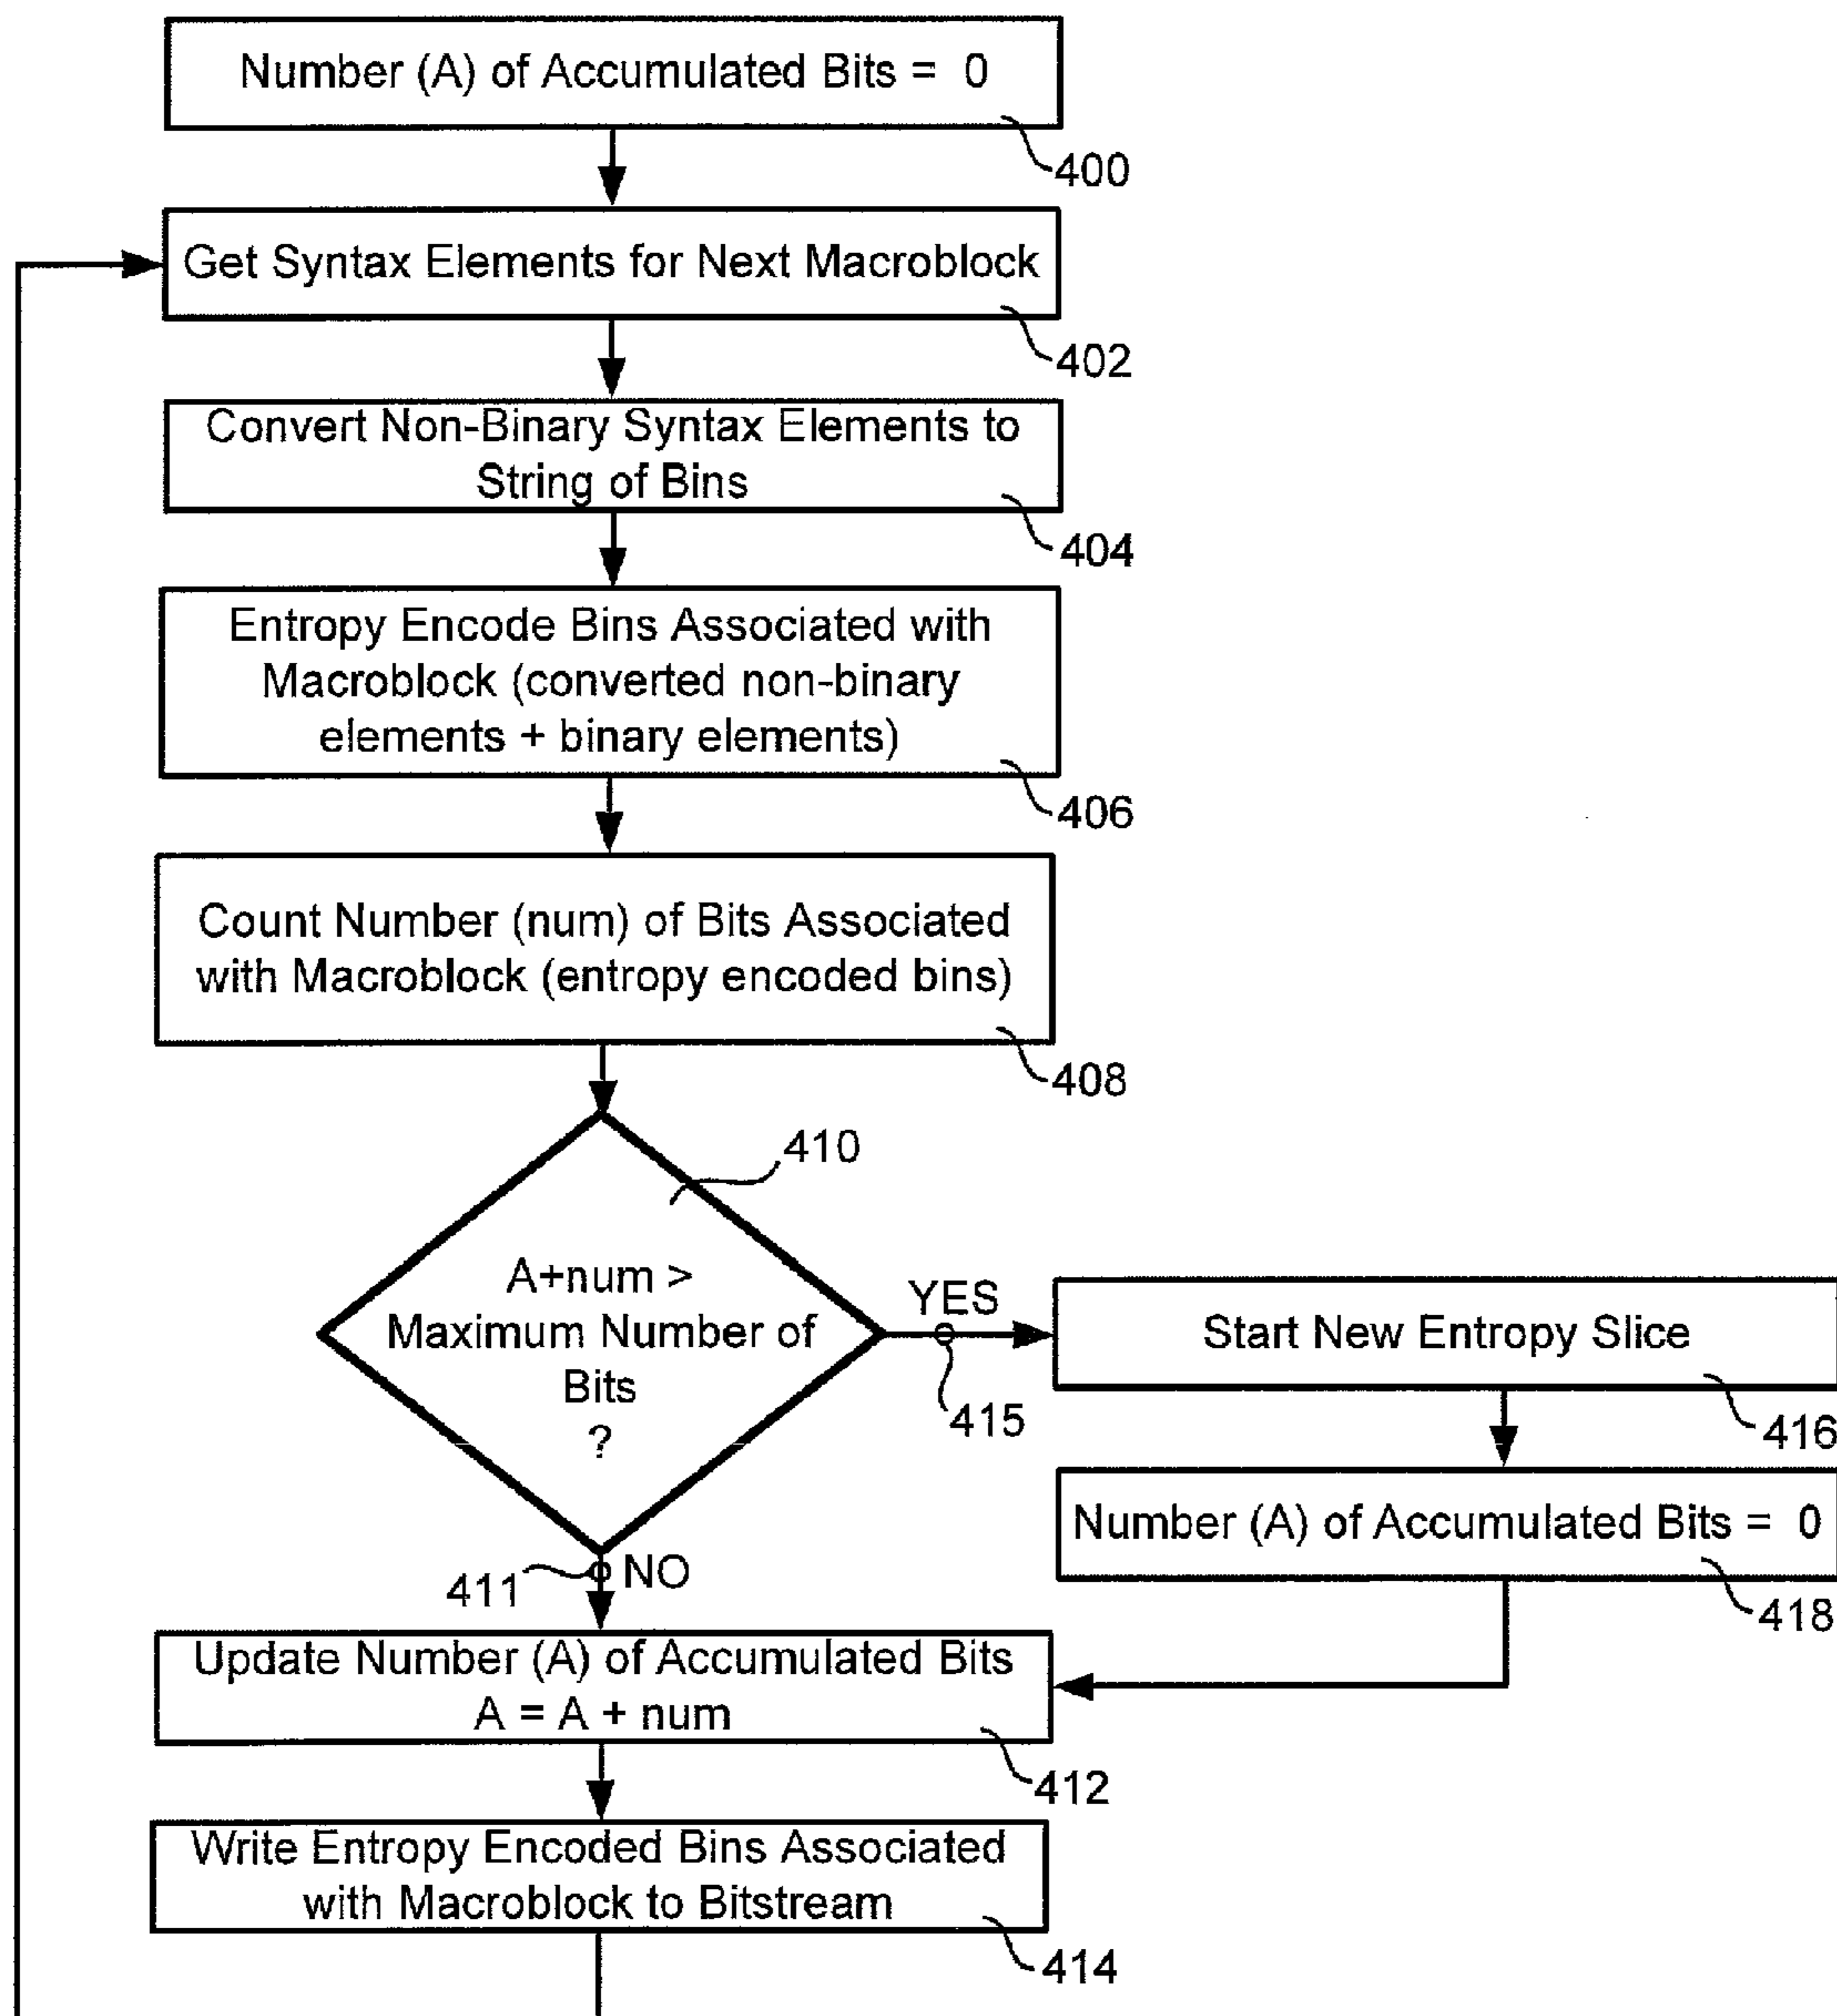 Number (A) of Accumulated Bits = 0
400
Get Syntax Elements for Next Macroblock
402
Convert Non-Binary Syntax Elements to
String of Bins
404
Entropy Encode Bins Associated with
Macroblock (converted non-binary
elements + binary elements)
406
Count Number (num) of Bits Associated
with Macroblock (entropy encoded bins)
408
410
A+num >
Maximum Number of
Bits
?
YES
415
Start New Entropy Slice
416
Number (A) of Accumulated Bits = 0
418
411
NO
Update Number (A) of Accumulated Bits
A = A + num
412
Write Entropy Encoded Bins Associated
with Macroblock to Bitstream
414